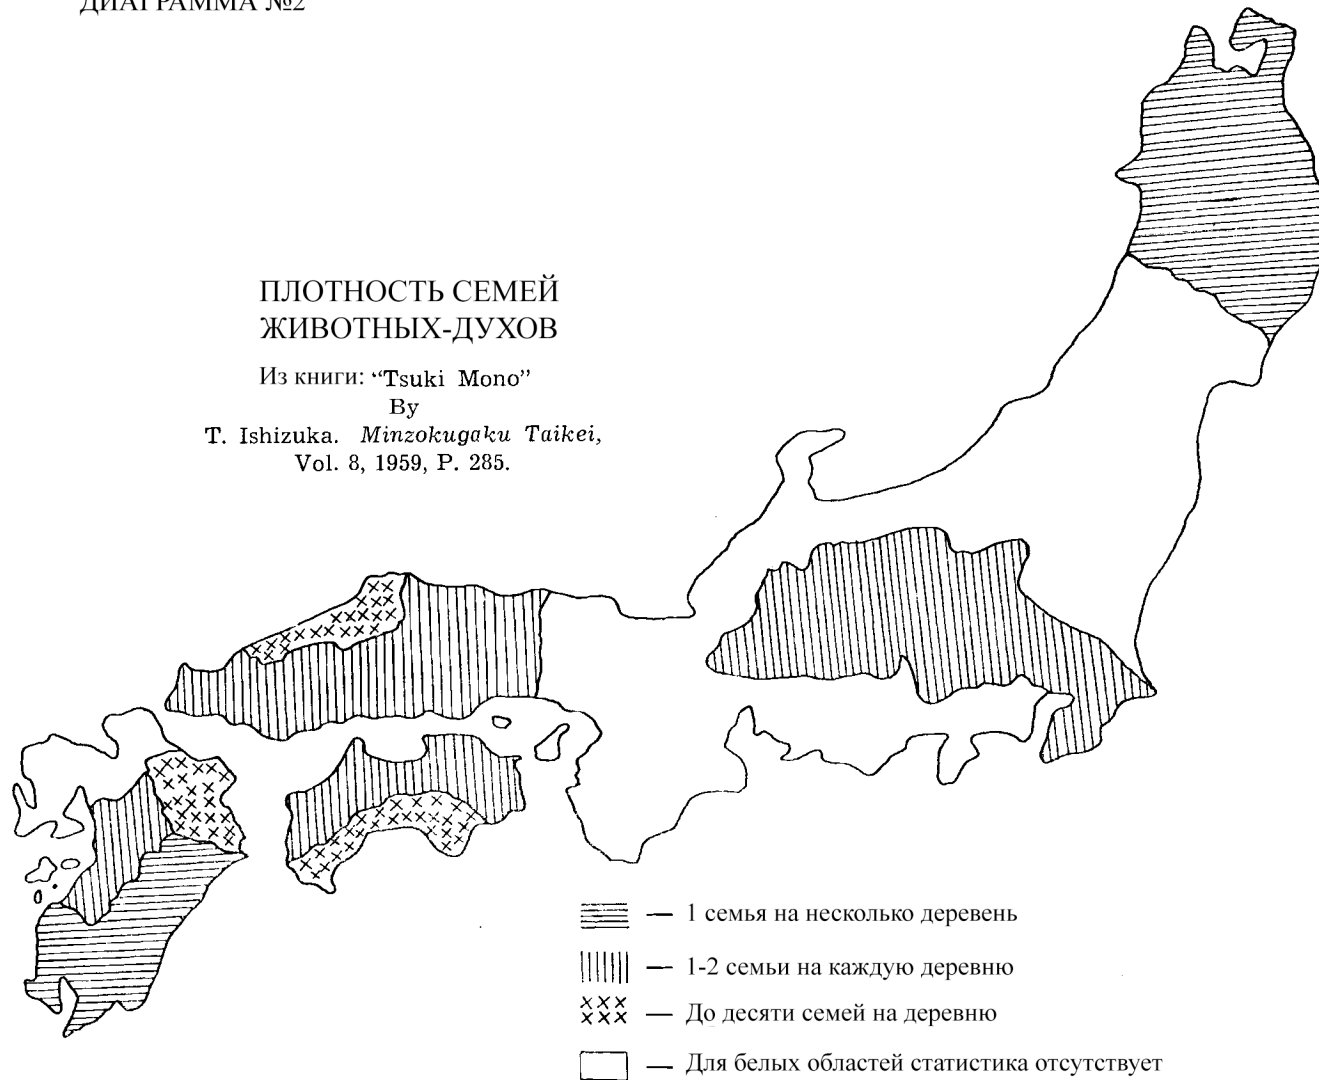 ДИАГРАММА №2
ПЛОТНОСТЬ СЕМЕЙ
ЖИВОТНЫХ-ДУХОВ
Из книги: “Tsuki Mono”
By
T. Ishizuka. Minzokugaku Taikei,
Vol. 8, 1959, P. 285.
— 1 семья на несколько деревень
— 1-2 семьи на каждую деревню
— До десяти семей на деревню
— Для белых областей статистика отсутствует